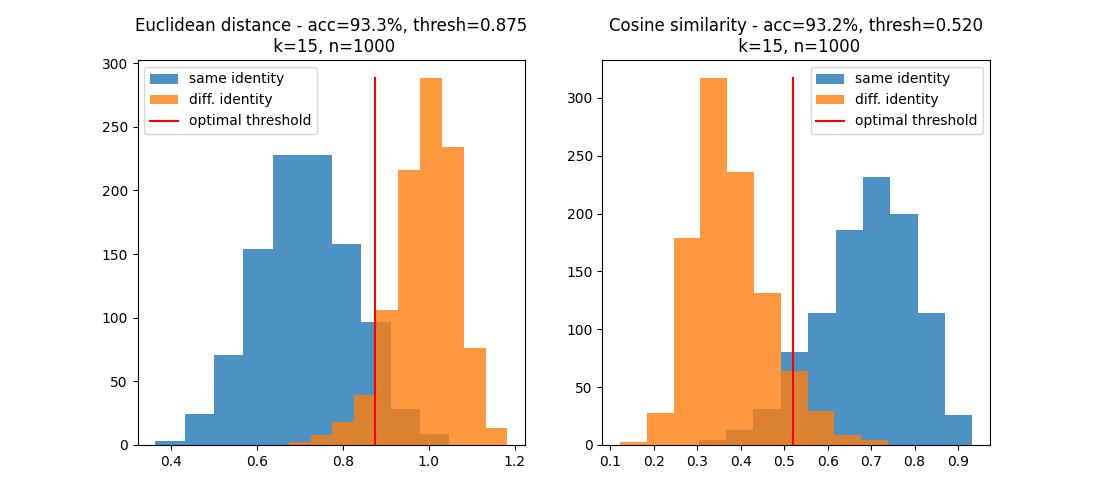 Euclidean distance - acc=93.3%, thresh=0.875
k=15, n=1000
same identity
diff. identity
optimal threshold
300
250
200
150
100
50
0
0.4 0.6 0.8 1.0 1.2
Cosine similarity - acc=93.2%, thresh=0.520
k=15, n=1000
same identity
diff. identity
optimal threshold
300
250
200
150
100
50
0
0.1 0.2 0.3 0.4 0.5 0.6 0.7 0.8 0.9